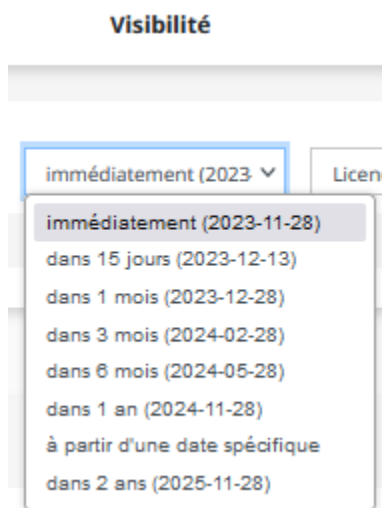 Visibilité
immédiatement (2023- Licen
immédiatement (2023-11-28)
dans 15 jours (2023-12-13)
dans 1 mois (2023-12-28)
dans 3 mois (2024-02-28)
dans 6 mois (2024-05-28)
dans 1 an (2024-11-28)
à partir d'une date spécifique
dans 2 ans (2025-11-28)